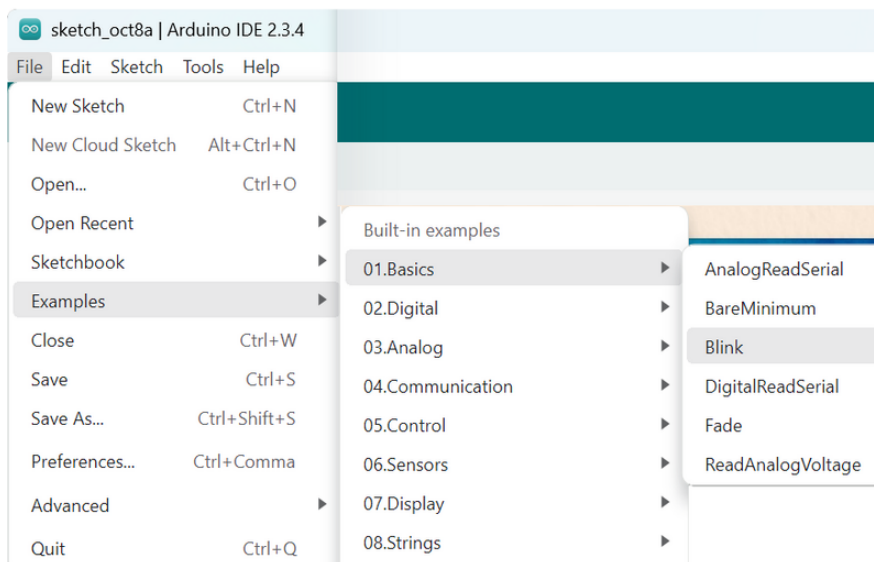 sketch_oct8a | Arduino IDE 2.3.4
File Edit Sketch Tools Help
New Sketch Ctrl+N
New Cloud Sketch Alt+Ctrl+N
Open... Ctrl+O
Open Recent
Sketchbook
Examples
Close Ctrl+W
Save Ctrl+S
Save As... Ctrl+Shift+S
Preferences... Ctrl+Comma
Advanced
Quit Ctrl+Q
Built-in examples
01.Basics
02.Digital
03.Analog
04.Communication
05.Control
06.Sensors
07.Display
08.Strings
AnalogReadSerial
BareMinimum
Blink
DigitalReadSerial
Fade
ReadAnalogVoltage